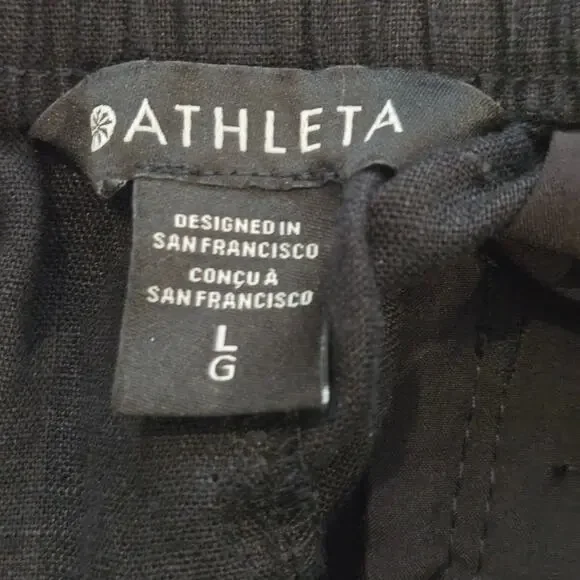 ATHLETA
DESIGNED IN
SAN FRANCISCO
CONÇU À
SAN FRANCISCO
L
G